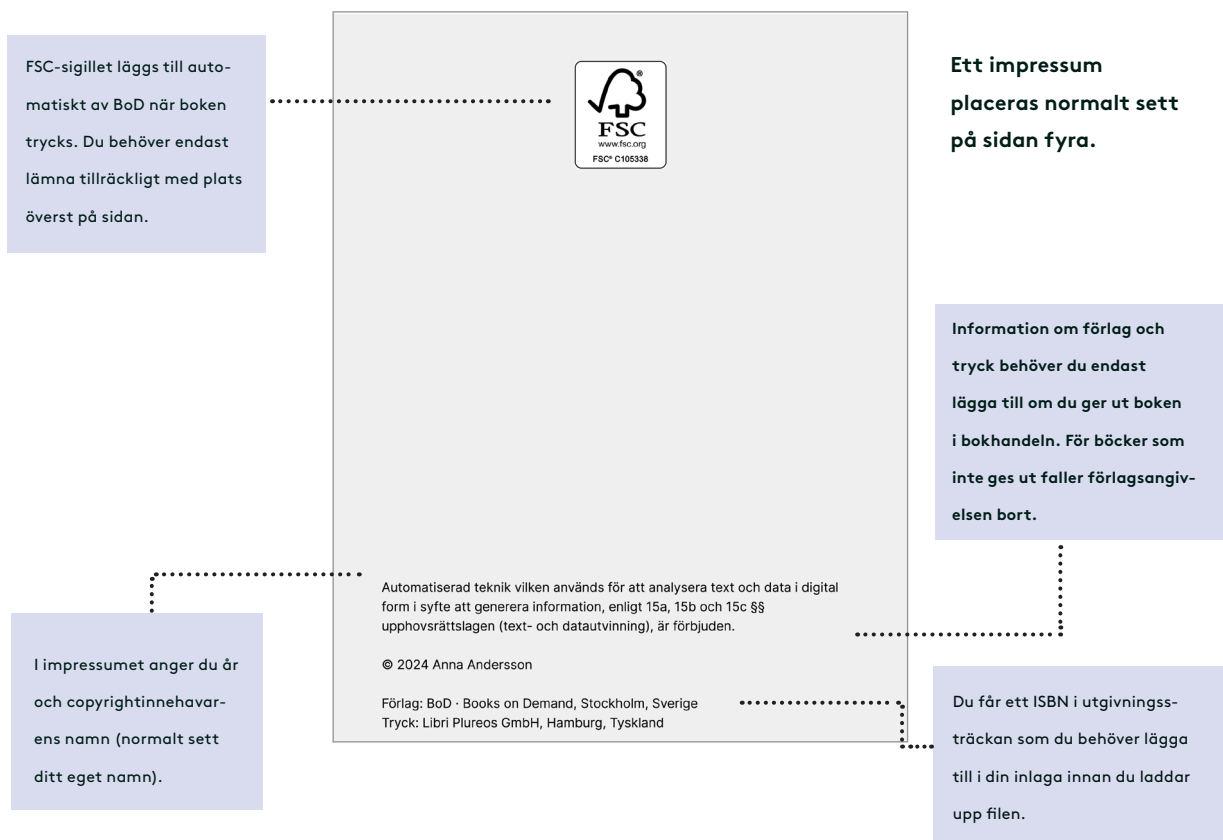 FSC-sigillet läggs till auto-
matiskt av BoD när boken
trycks. Du behöver endast
lämna tillräckligt med plats
överst på sidan.
®
FSC
www.fsc.org
FSC® C105338
Ett impressum
placeras normalt sett
på sidan fyra.
Information om förlag och
tryck behöver du endast
lägga till om du ger ut boken
i bokhandeln. För böcker som
inte ges ut faller förlagsangiv-
elsen bort.
Automatiserad teknik vilken används för att analysera text och data i digital
form i syfte att generera information, enligt 15a, 15b och 15c §§
upphovsrättslagen (text- och datautvinning), är förbjuden.
© 2024 Anna Andersson
Förlag: BoD · Books on Demand, Stockholm, Sverige
Tryck: Libri Plureos GmbH, Hamburg, Tyskland
I impressumet anger du år
och copyrightinnehavar-
ens namn (normalt sett
ditt eget namn).
Du får ett ISBN i utgivningss-
träckan som du behöver lägga
till i din inlaga innan du laddar
upp filen.